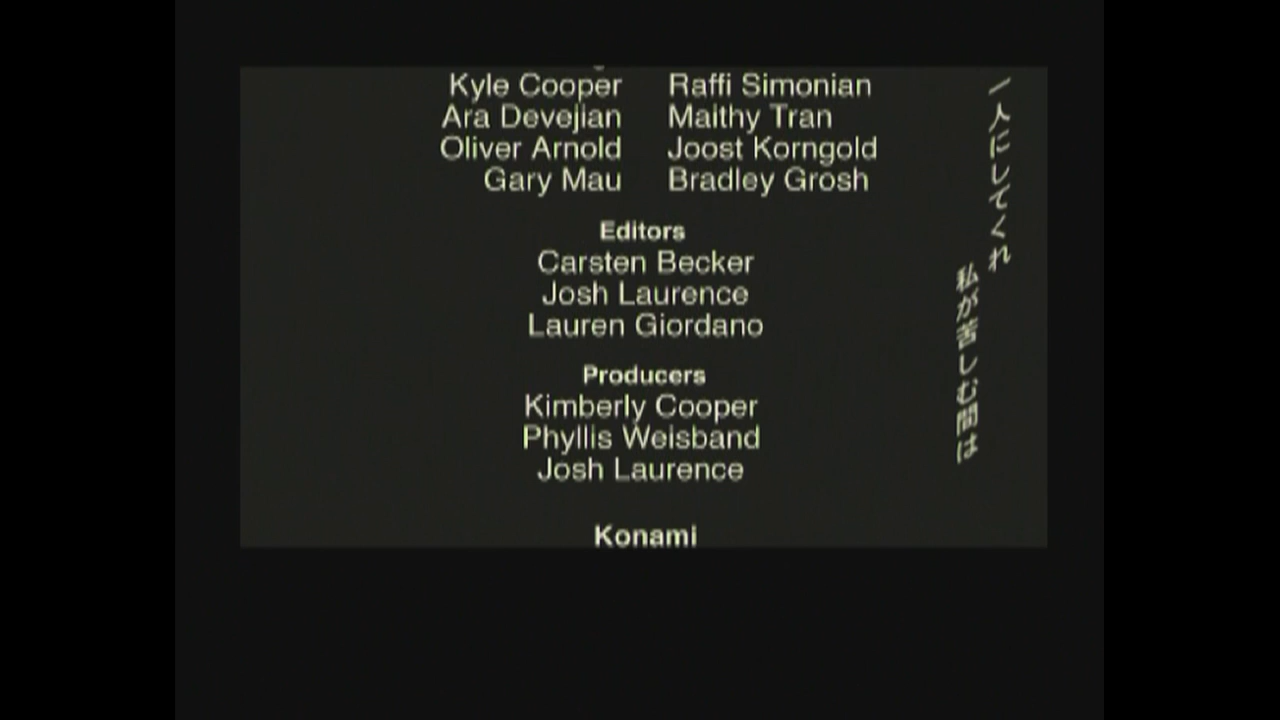 Kyle Cooper Raffi Simonian
Ara Devejian Maithy Tran
Oliver Arnold Joost Korngold
Gary Mau Bradley Grosh
Editors
Carsten Becker
Josh Laurence
Lauren Giordano
Producers
Kimberly Cooper
Phyllis Weisband
Josh Laurence
Konami
一人にしてくれ
私が苦しむ間は